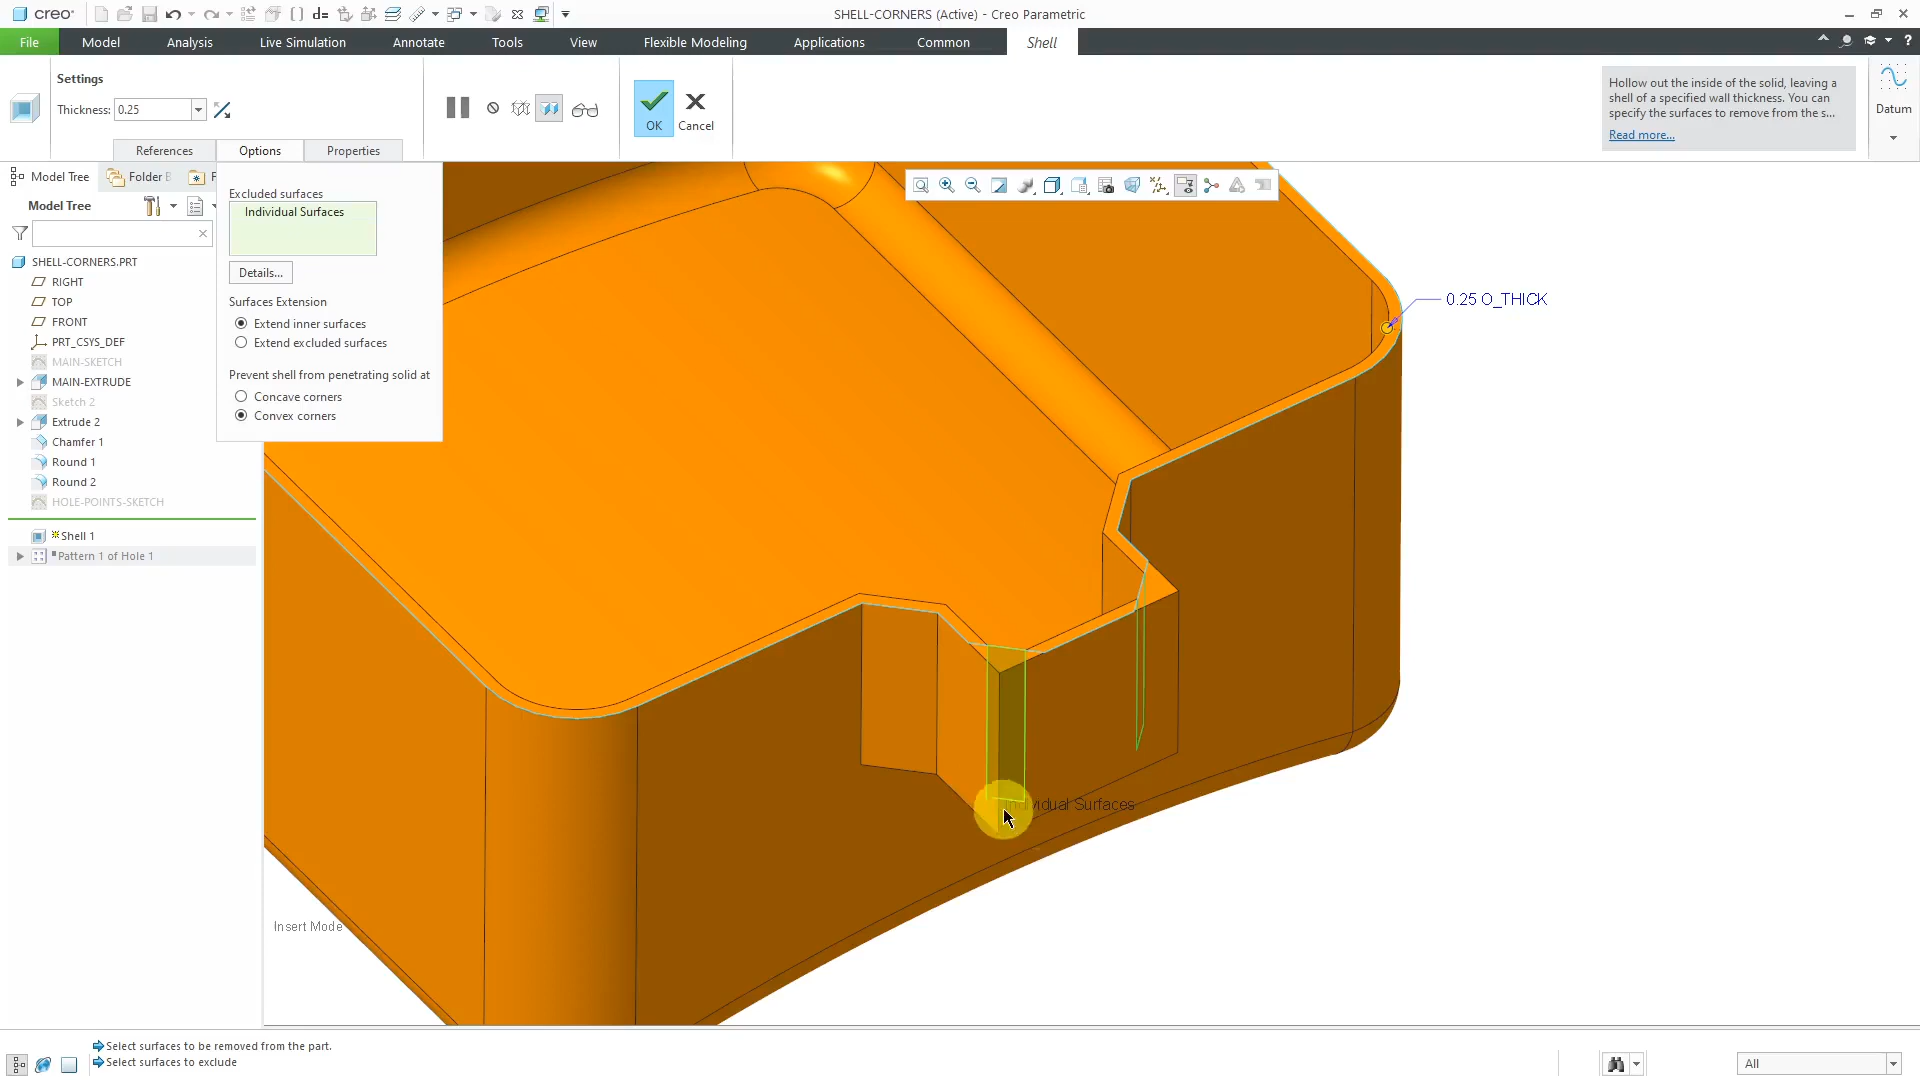 creo
SHELL-CORNERS (Active) - Creo Parametric
File
Model
Analysis
Live Simulation
Annotate
Tools
View
Flexible Modeling
Applications
Common
Shell
Settings
Thickness: 0.25
OK
Cancel
Hollow out the inside of the solid, leaving a
shell of a specified wall thickness. You can
specify the surfaces to remove from the s...
Read more...
Datum
References
Options
Properties
Model Tree
Folder B
F
Model Tree
SHELL-CORNERS.PRT
RIGHT
TOP
FRONT
PRT_CSYS_DEF
MAIN-SKETCH
MAIN-EXTRUDE
Sketch 2
Extrude 2
Chamfer 1
Round 1
Round 2
HOLE-POINTS-SKETCH
Shell 1
Pattern 1 of Hole 1
Excluded surfaces
Individual Surfaces
Details...
Surfaces Extension
Extend inner surfaces
Extend excluded surfaces
Prevent shell from penetrating solid at
Concave corners
Convex corners
0.25 O_THICK
Individual Surfaces
Insert Mode
Select surfaces to be removed from the part.
Select surfaces to exclude
All